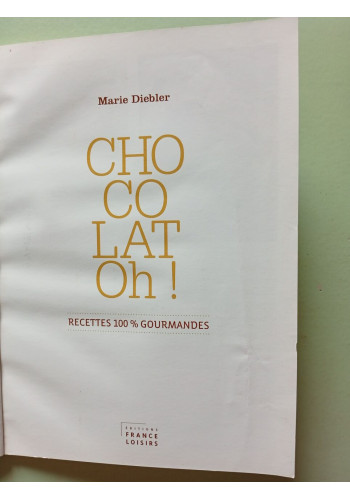 Marie Diebler
CHO
CO
LAT
Oh !
RECETTES 100 % GOURMANDES
ÉDITIONS
FRANCE
LOISIRS